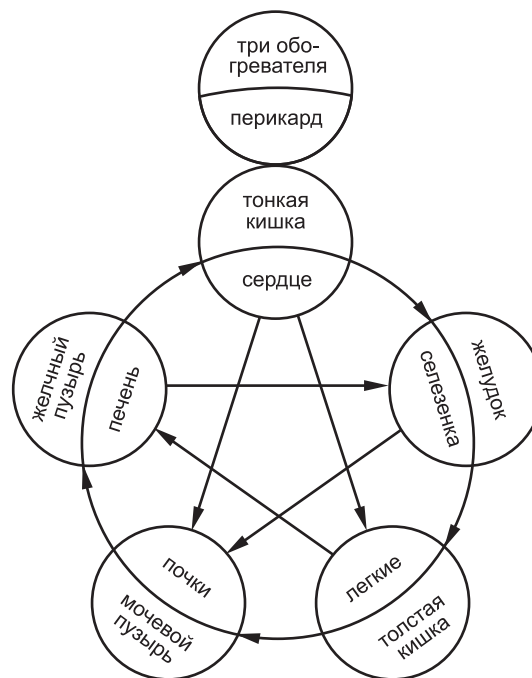 три обо-
гревателя
перикард
тонкая
кишка
сердце
желчный
пузырь
печень
селезенка
желудок
почки
мочевой
пузырь
легкие
толстая
кишка